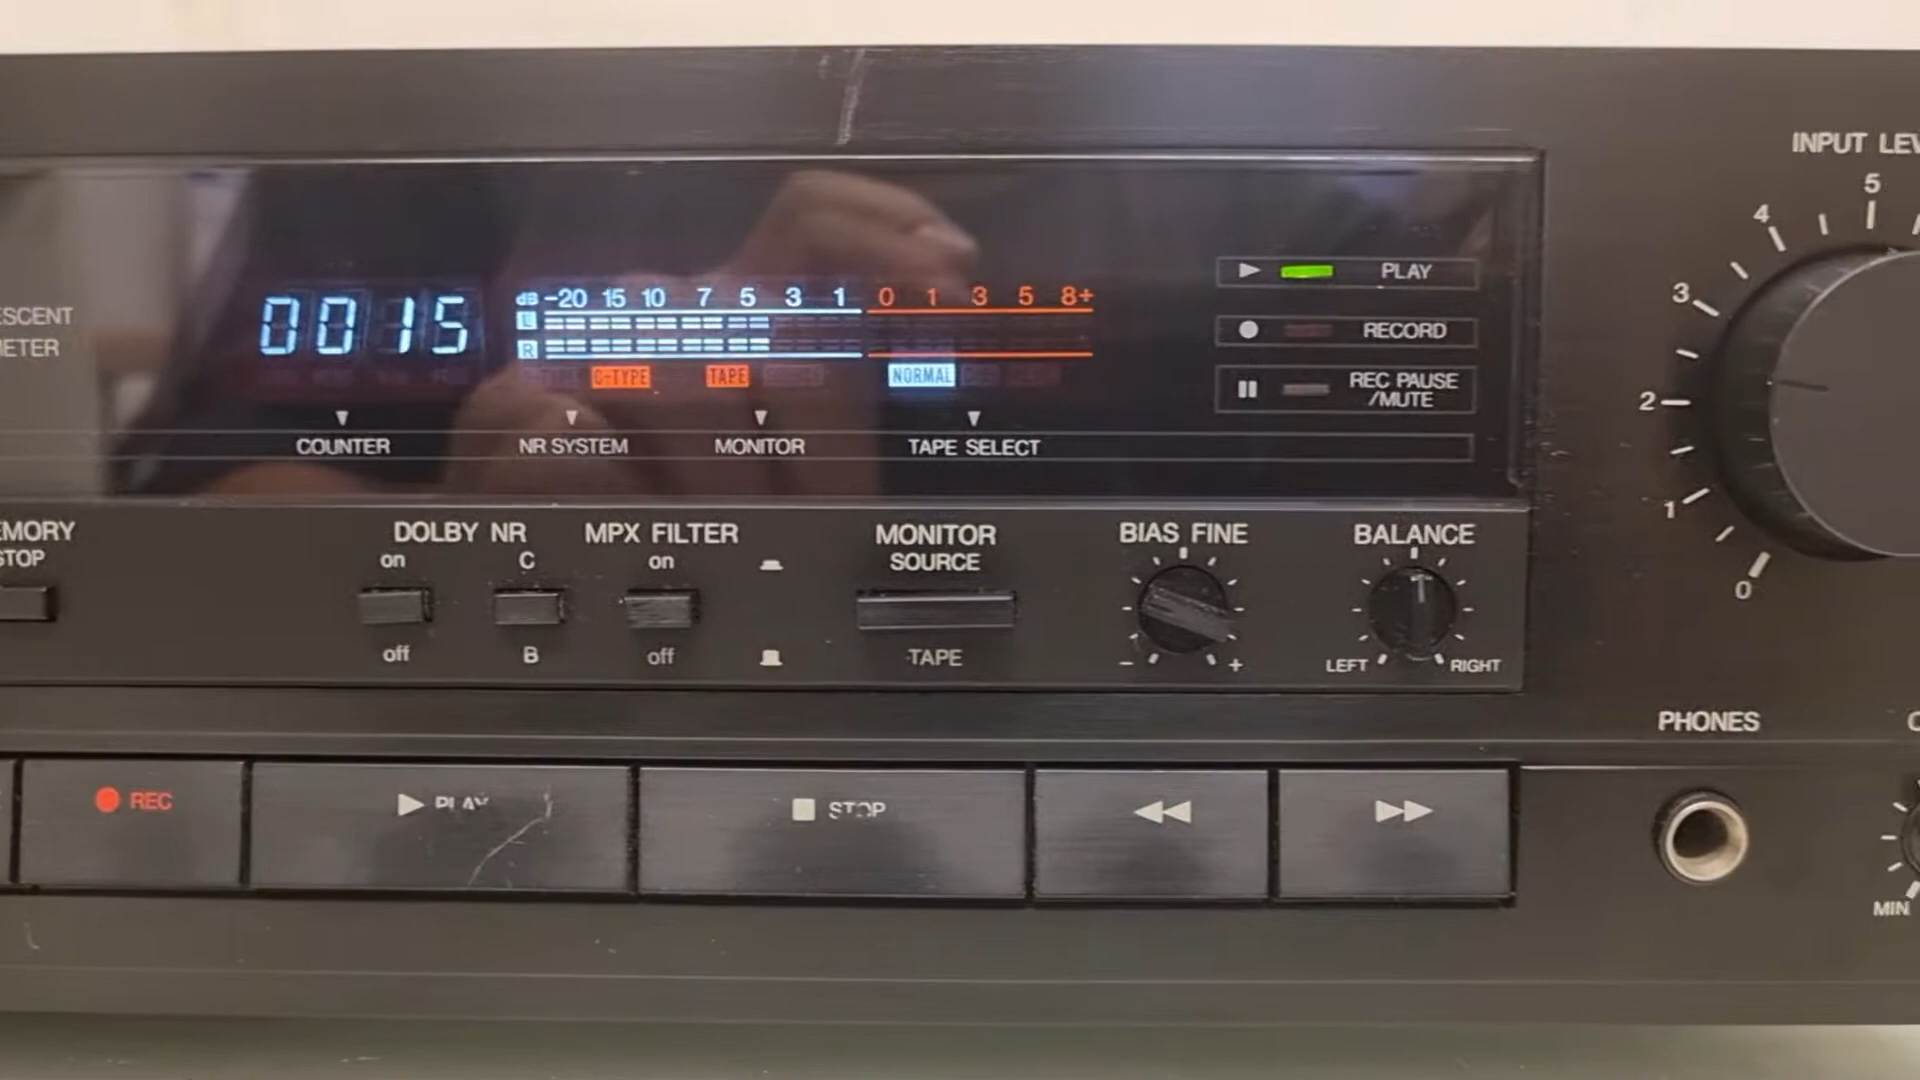 INPUT LEV
5
4
3
2
1
0
ESCENT
ETER
0015
dB -20 15 10 7 5 3 1 0 1 3 5 8+
L
R
C-TYPE TAPE NORMAL
COUNTER NR SYSTEM MONITOR TAPE SELECT
PLAY
RECORD
REC PAUSE
/MUTE
EMORY
STOP
DOLBY NR
on C
off B
MPX FILTER
on
off
MONITOR
SOURCE
TAPE
BIAS FINE
- +
BALANCE
LEFT RIGHT
PHONES
MIN
REC
PLAY
STOP